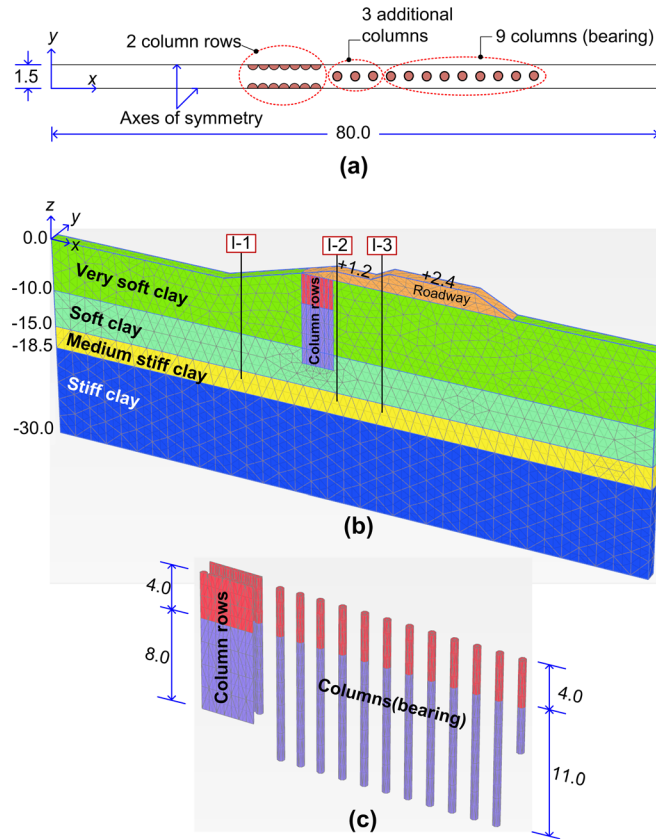 2 column rows
3 additional
columns
9 columns (bearing)
y
1.5
x
Axes of symmetry
80.0
(a)
z
y
0.0
x
I-1
I-2
I-3
+1.2
+2.4
Roadway
Very soft clay
-10.0
Column rows
Soft clay
-15.0
Medium stiff clay
-18.5
Stiff clay
-30.0
(b)
4.0
8.0
Column rows
Columns(bearing)
4.0
11.0
(c)